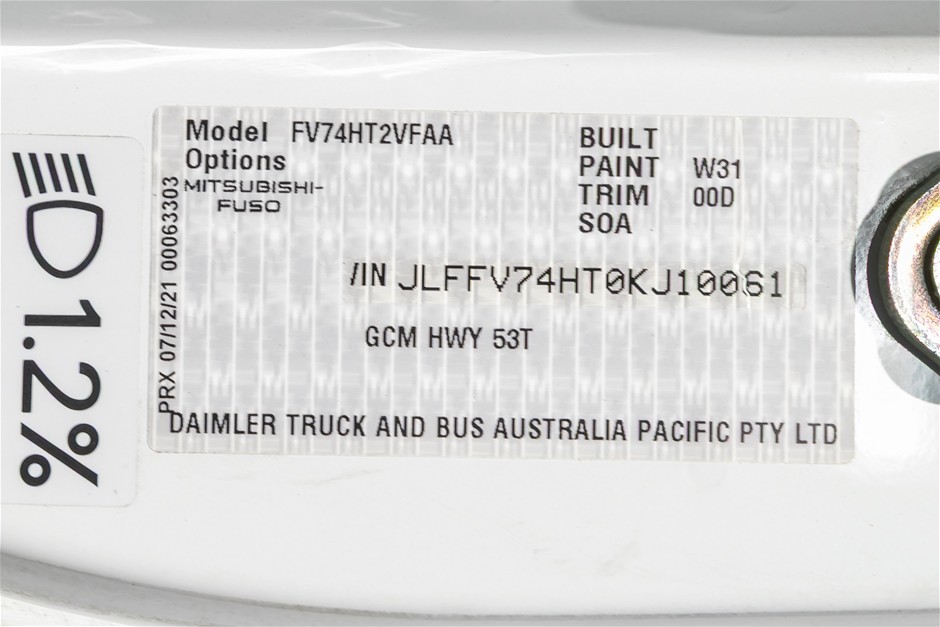 Model FV74HT2VFAA
Options
MITSUBISHI-
FUSO
BUILT
PAINT W31
TRIM 00D
SOA
/IN JLFFV74HT0KJ10061
GCM HWY 53T
DAIMLER TRUCK AND BUS AUSTRALIA PACIFIC PTY LTD
PRX 07/12/21 00063303
1.2%